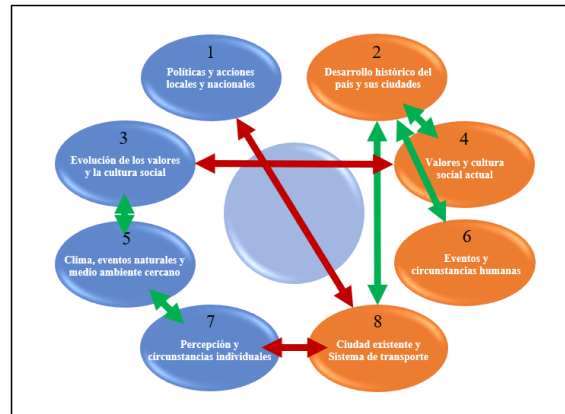 1
Políticas y acciones
locales y nacionales
2
Desarrollo histórico del
país y sus ciudades
3
Evolución de los valores
y la cultura social
4
Valores y cultura
social actual
5
Clima, eventos naturales y
medio ambiente cercano
6
Eventos y
circunstancias humanas
7
Percepción y
circunstancias individuales
8
Ciudad existente y
Sistema de transporte